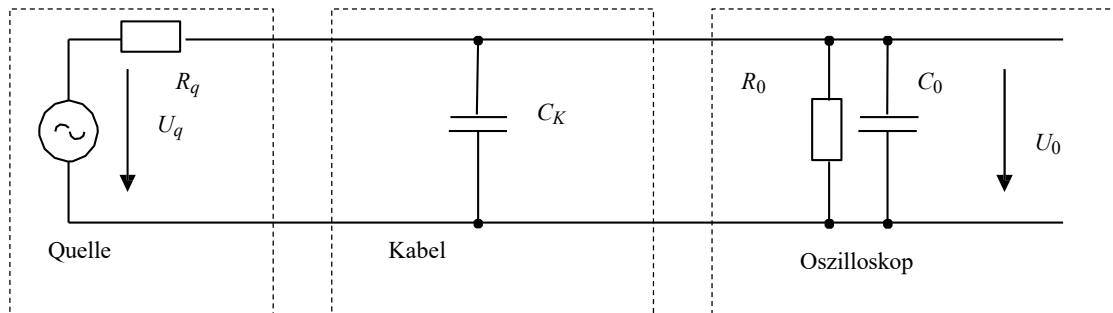 R_q
U_q
C_K
R_0
C_0
U_0
Quelle
Kabel
Oszilloskop